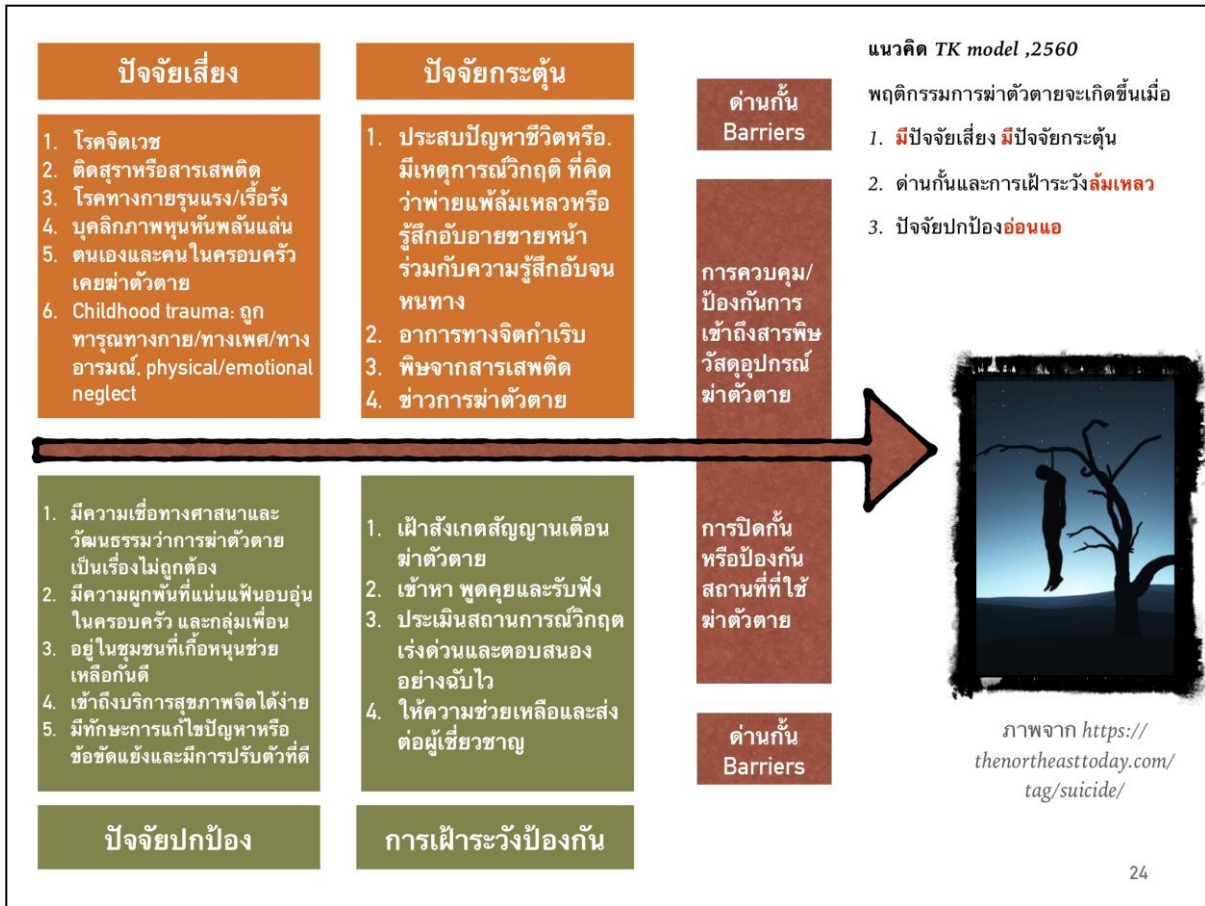 ปัจจัยเสี่ยง
1. โรคจิตเวช
2. ติดสุราหรือสารเสพติด
3. โรคทางกายรุนแรง/เรื้อรัง
4. บุคลิกภาพหุนหันพลันแล่น
5. ตนเองและคนในครอบครัว
เคยฆ่าตัวตาย
6. Childhood trauma: ถูก
ทารุณทางกาย/ทางเพศ/ทาง
อารมณ์, physical/emotional
neglect
ปัจจัยกระตุ้น
1. ประสบปัญหาชีวิตหรือ.
มีเหตุการณ์วิกฤติ ที่คิด
ว่าพ่ายแพ้ล้มเหลวหรือ
รู้สึกอับอายขายหน้า
ร่วมกับความรู้สึกอับจน
หนทาง
2. อาการทางจิตกำเริบ
3. พิษจากสารเสพติด
4. ข่าวการฆ่าตัวตาย
ด่านกั้น
Barriers
การควบคุม/
ป้องกันการ
เข้าถึงสารพิษ
วัสดุอุปกรณ์
ฆ่าตัวตาย
แนวคิด TK model ,2560
พฤติกรรมการฆ่าตัวตายจะเกิดขึ้นเมื่อ
1. มีปัจจัยเสี่ยง มีปัจจัยกระตุ้น
2. ด่านกั้นและการเฝ้าระวังล้มเหลว
3. ปัจจัยปกป้องอ่อนแอ
1. มีความเชื่อทางศาสนาและ
วัฒนธรรมว่าการฆ่าตัวตาย
เป็นเรื่องไม่ถูกต้อง
2. มีความผูกพันที่แน่นแฟ้นอบอุ่น
ในครอบครัว และกลุ่มเพื่อน
3. อยู่ในชุมชนที่เกื้อหนุนช่วย
เหลือกันดี
4. เข้าถึงบริการสุขภาพจิตได้ง่าย
5. มีทักษะการแก้ไขปัญหาหรือ
ข้อขัดแย้งและมีการปรับตัวที่ดี
ปัจจัยปกป้อง
1. เฝ้าสังเกตสัญญานเตือน
ฆ่าตัวตาย
2. เข้าหา พูดคุยและรับฟัง
3. ประเมินสถานการณ์วิกฤต
เร่งด่วนและตอบสนอง
อย่างฉับไว
4. ให้ความช่วยเหลือและส่ง
ต่อผู้เชี่ยวชาญ
การเฝ้าระวังป้องกัน
การปิดกั้น
หรือป้องกัน
สถานที่ที่ใช้
ฆ่าตัวตาย
ด่านกั้น
Barriers
ภาพจาก https://
thenortheasttoday.com/
tag/suicide/
24